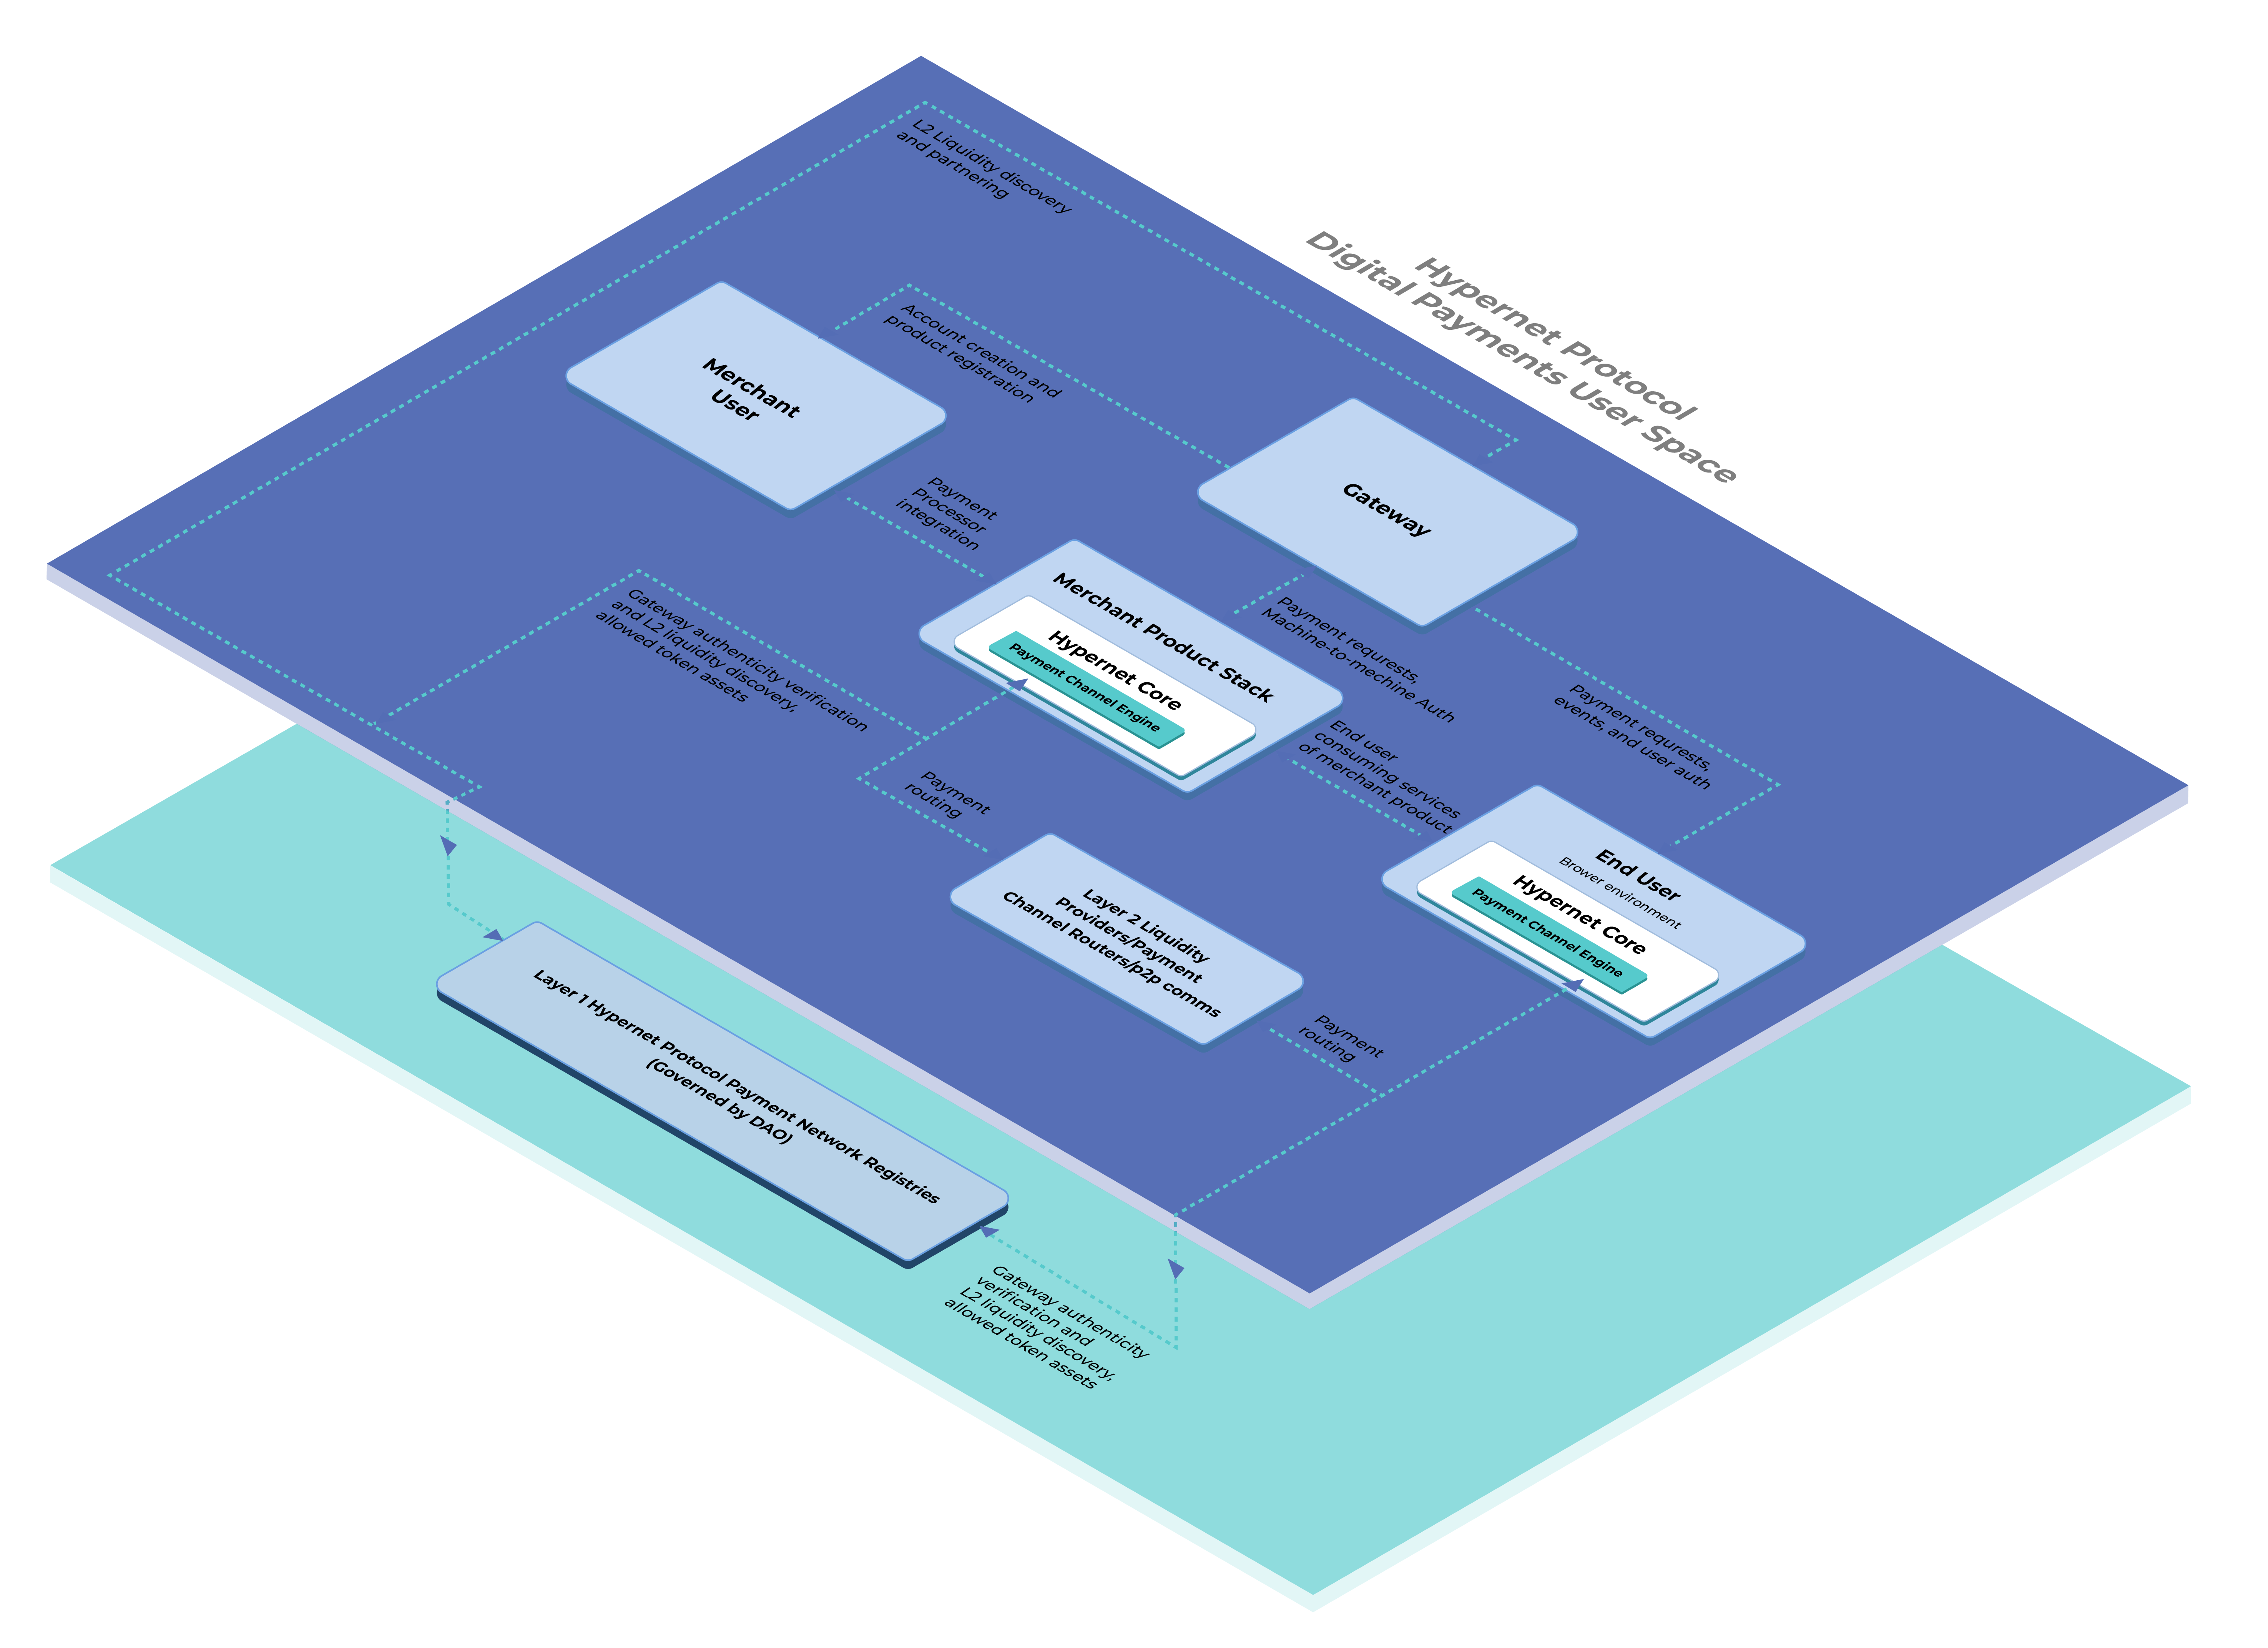 Hypernet Protocol
Digital Payments User Space
L2 Liquidity discovery
and partnering
Merchant
User
Account creation and
product registration
Gateway
Payment
Processor
integration
Merchant Product Stack
Hypernet Core
Payment Channel Engine
Payment requrests,
Machine-to-mechine Auth
Payment requrests,
events, and user auth
Gateway authenticity verification
and L2 liquidity discovery,
allowed token assets
End user
consuming services
of merchant product
Payment
routing
End User
Brower environment
Hypernet Core
Payment Channel Engine
Layer 2 Liquidity
Providers/Payment
Channel Routers/p2p comms
Payment
routing
Layer 1 Hypernet Protocol Payment Network Registries
(Governed by DAO)
Gateway authenticity
verification and
L2 liquidity discovery,
allowed token assets